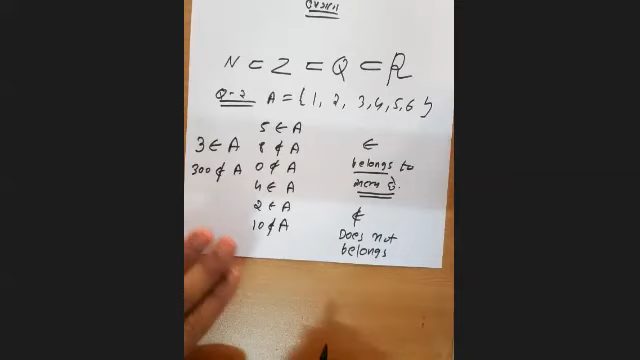 N ⊂ Z ⊂ Q ⊂ R
Q-2 A = { 1, 2, 3, 4, 5, 6 }
5 ∈ A
3 ∈ A
8 ∉ A
300 ∉ A
0 ∉ A
4 ∈ A
2 ∈ A
10 ∉ A
∈
belongs to
∉
Does not
belongs